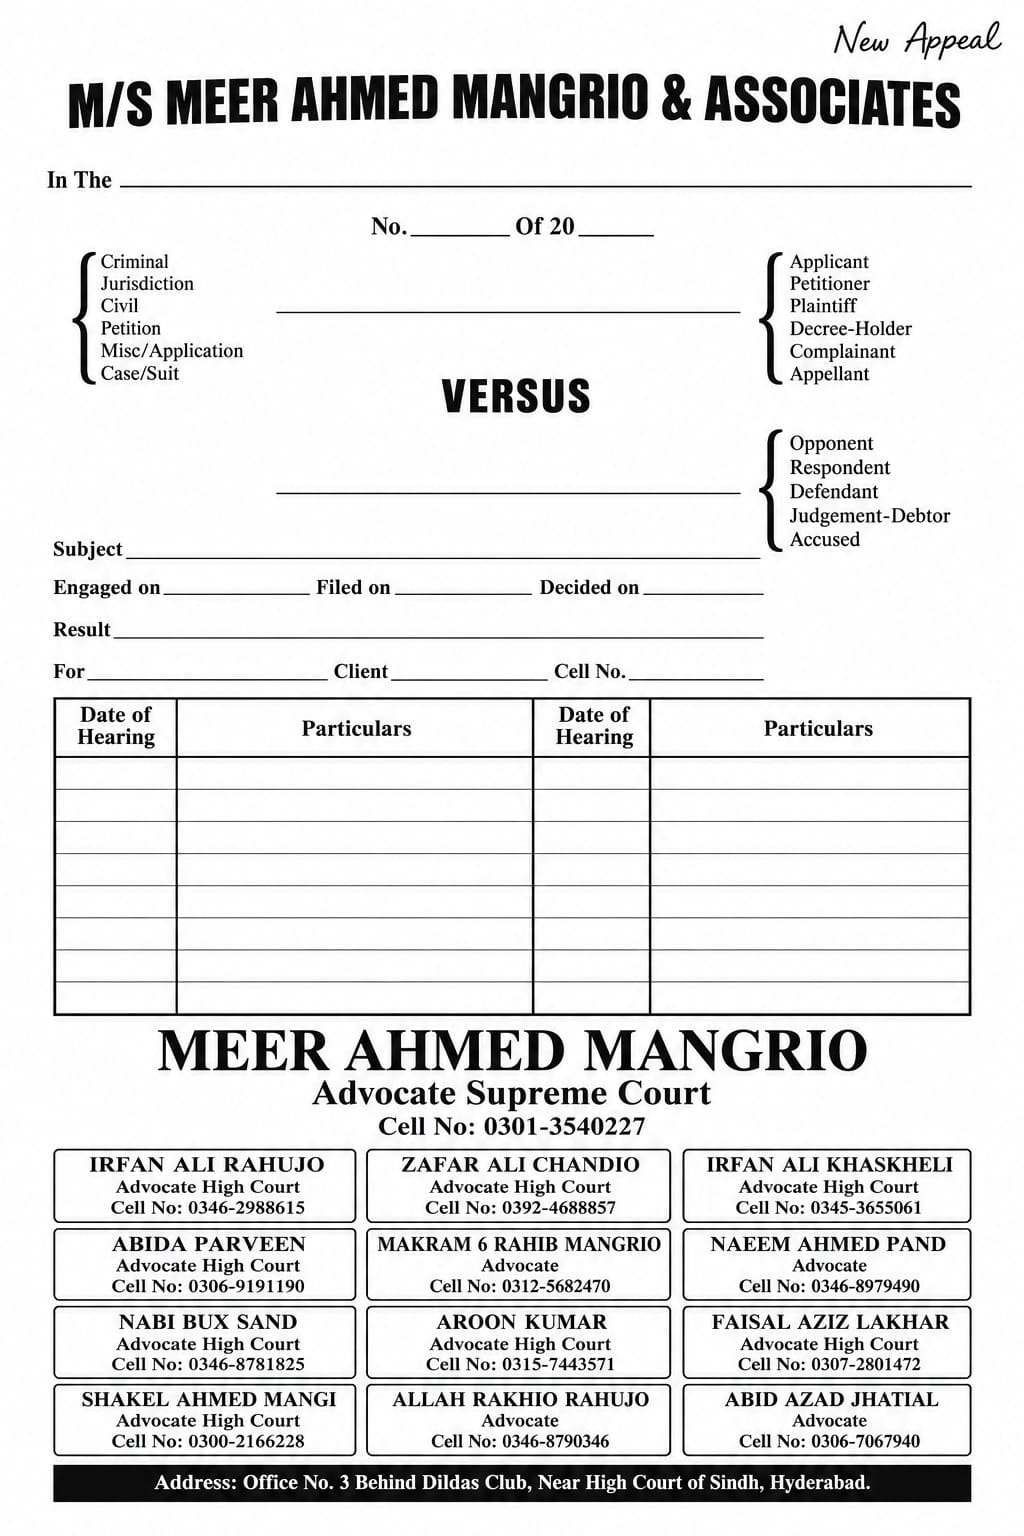 New Appeal
M/S MEER AHMED MANGRIO & ASSOCIATES
In The
No. Of 20
Criminal
Jurisdiction
Civil
Petition
Misc/Application
Case/Suit
Applicant
Petitioner
Plaintiff
Decree-Holder
Complainant
Appellant
VERSUS
Opponent
Respondent
Defendant
Judgement-Debtor
Accused
Subject
Engaged on Filed on Decided on
Result
For Client Cell No.
Date of Hearing Particulars Date of Hearing Particulars
MEER AHMED MANGRIO
Advocate Supreme Court
Cell No: 0301-3540227
IRFAN ALI RAHUJO
Advocate High Court
Cell No: 0346-2988615
ZAFAR ALI CHANDIO
Advocate High Court
Cell No: 0392-4688857
IRFAN ALI KHASKHELI
Advocate High Court
Cell No: 0345-3655061
ABIDA PARVEEN
Advocate High Court
Cell No: 0306-9191190
MAKRAM 6 RAHIB MANGRIO
Advocate
Cell No: 0312-5682470
NAEEM AHMED PAND
Advocate
Cell No: 0346-8979490
NABI BUX SAND
Advocate High Court
Cell No: 0346-8781825
AROON KUMAR
Advocate High Court
Cell No: 0315-7443571
FAISAL AZIZ LAKHAR
Advocate High Court
Cell No: 0307-2801472
SHAKEL AHMED MANGI
Advocate High Court
Cell No: 0300-2166228
ALLAH RAKHIO RAHUJO
Advocate
Cell No: 0346-8790346
ABID AZAD JHATIAL
Advocate
Cell No: 0306-7067940
Address: Office No. 3 Behind Dildas Club, Near High Court of Sindh, Hyderabad.